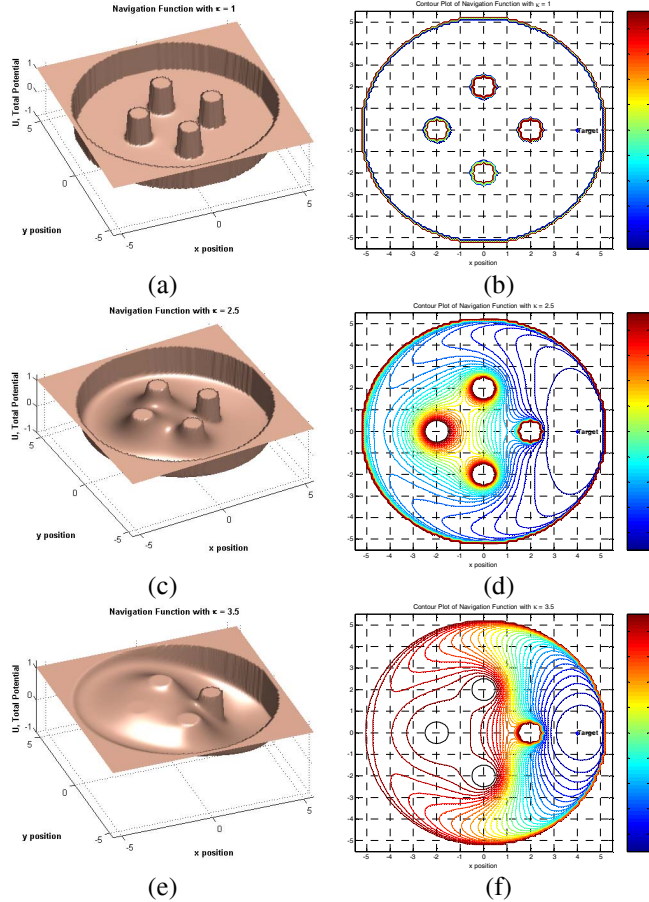 Navigation Function with κ = 1
U, Total Potential
1
0
-1
5
0
-5
y position
-5
0
5
x position
(a)
Contour Plot of Navigation Function with κ = 1
5
4
3
2
1
0
-1
-2
-3
-4
-5
Target
-5 -4 -3 -2 -1 0 1 2 3 4 5
x position
(b)
Navigation Function with κ = 2.5
U, Total Potential
1
0
-1
5
0
-5
y position
-5
0
5
x position
(c)
Contour Plot of Navigation Function with κ = 2.5
5
4
3
2
1
0
-1
-2
-3
-4
-5
Target
-5 -4 -3 -2 -1 0 1 2 3 4 5
x position
(d)
Navigation Function with κ = 3.5
U, Total Potential
1
0
-1
5
0
-5
y position
-5
0
5
x position
(e)
Contour Plot of Navigation Function with κ = 3.5
5
4
3
2
1
0
-1
-2
-3
-4
-5
Target
-5 -4 -3 -2 -1 0 1 2 3 4 5
x position
(f)